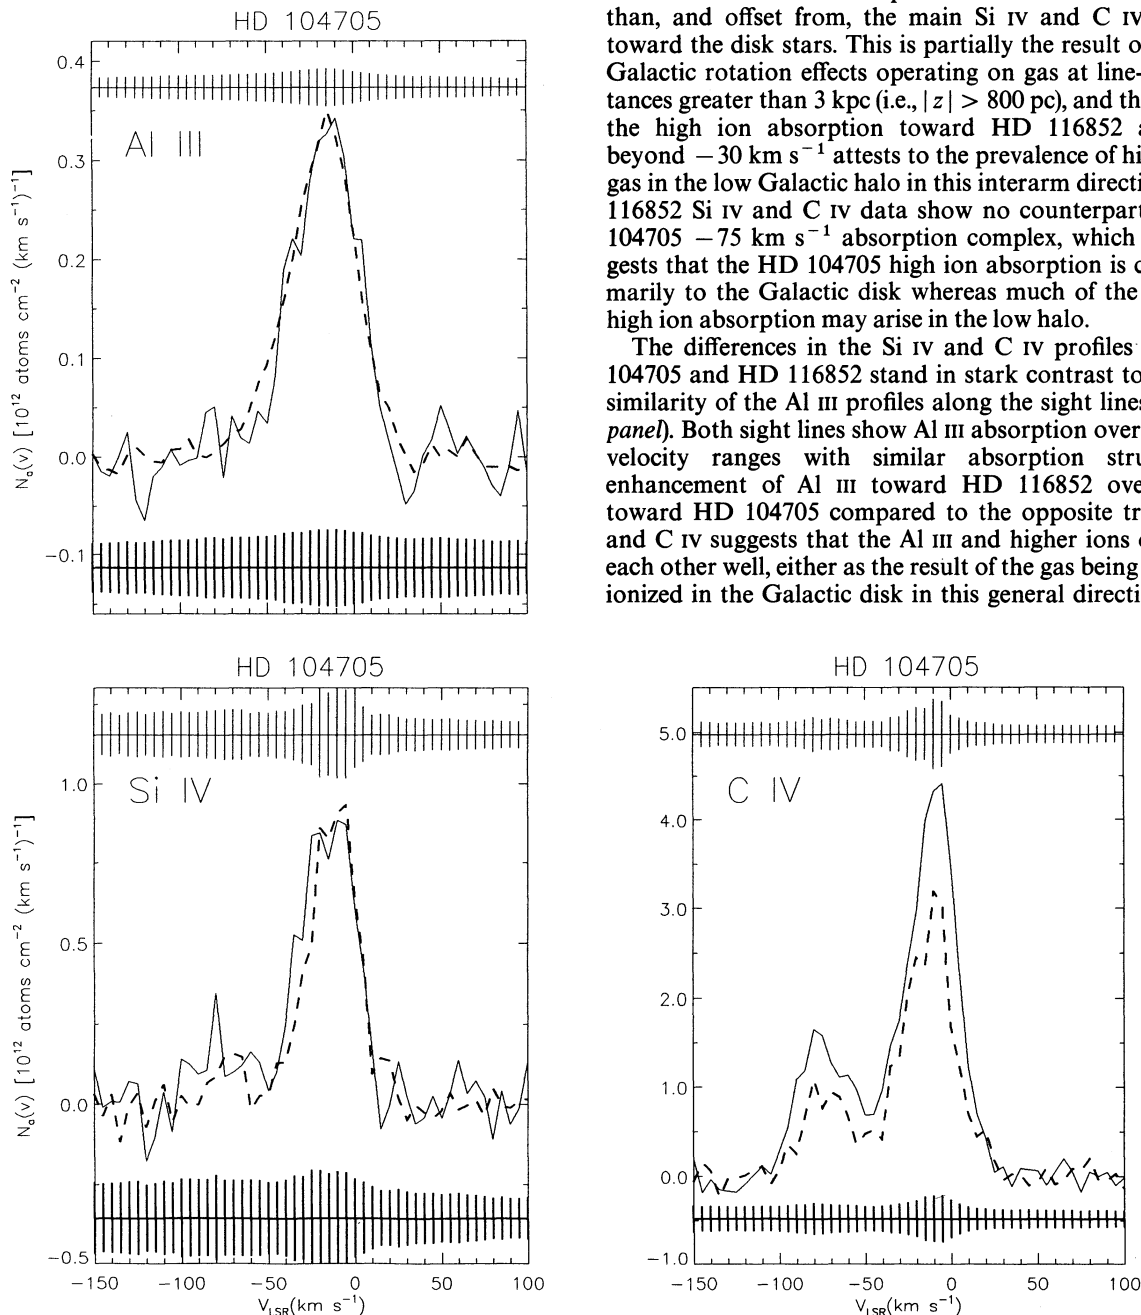 HD 104705
0.4
Al III
0.3
0.2
0.1
0.0
−0.1
Nₐ(v) [10¹² atoms cm⁻² (km s⁻¹)⁻¹]
than, and offset from, the main Si IV and C IV
toward the disk stars. This is partially the result o
Galactic rotation effects operating on gas at line-
tances greater than 3 kpc (i.e., | z | > 800 pc), and th
the high ion absorption toward HD 116852 a
beyond −30 km s⁻¹ attests to the prevalence of hi
gas in the low Galactic halo in this interarm directi
116852 Si IV and C IV data show no counterpart
104705 −75 km s⁻¹ absorption complex, which
gests that the HD 104705 high ion absorption is c
marily to the Galactic disk whereas much of the
high ion absorption may arise in the low halo.
The differences in the Si IV and C IV profiles
104705 and HD 116852 stand in stark contrast to
similarity of the Al III profiles along the sight lines
panel). Both sight lines show Al III absorption over
velocity ranges with similar absorption stru
enhancement of Al III toward HD 116852 ove
toward HD 104705 compared to the opposite tr
and C IV suggests that the Al III and higher ions
each other well, either as the result of the gas being
ionized in the Galactic disk in this general directi
HD 104705
Si IV
1.0
0.5
0.0
−0.5
Nₐ(v) [10¹² atoms cm⁻² (km s⁻¹)⁻¹]
−150 −100 −50 0 50 100
V_LSR(km s⁻¹)
HD 104705
5.0
C IV
4.0
3.0
2.0
1.0
0.0
−1.0
−150 −100 −50 0 50 100
V_LSR(km s⁻¹)